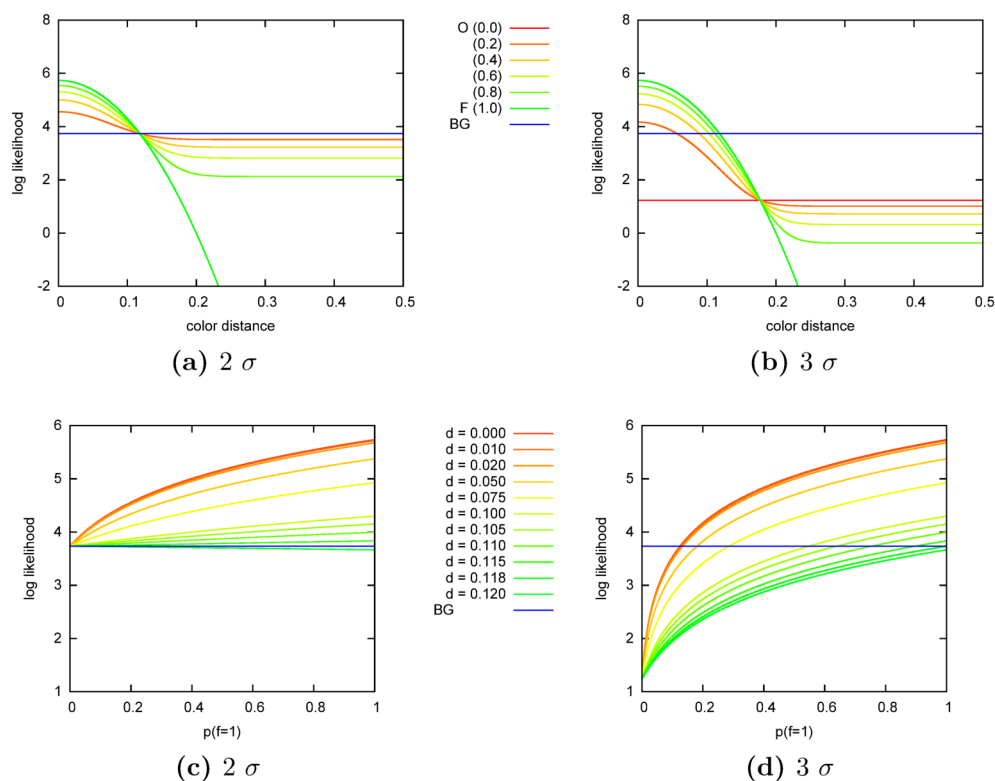 8
6
4
2
0
-2
log likelihood
0
0.1
0.2
0.3
0.4
0.5
color distance
(a) 2 σ
O (0.0)
(0.2)
(0.4)
(0.6)
(0.8)
F (1.0)
BG
8
6
4
2
0
-2
log likelihood
0
0.1
0.2
0.3
0.4
0.5
color distance
(b) 3 σ
6
5
4
3
2
1
log likelihood
0
0.2
0.4
0.6
0.8
1
p(f=1)
(c) 2 σ
d = 0.000
d = 0.010
d = 0.020
d = 0.050
d = 0.075
d = 0.100
d = 0.105
d = 0.110
d = 0.115
d = 0.118
d = 0.120
BG
6
5
4
3
2
1
log likelihood
0
0.2
0.4
0.6
0.8
1
p(f=1)
(d) 3 σ